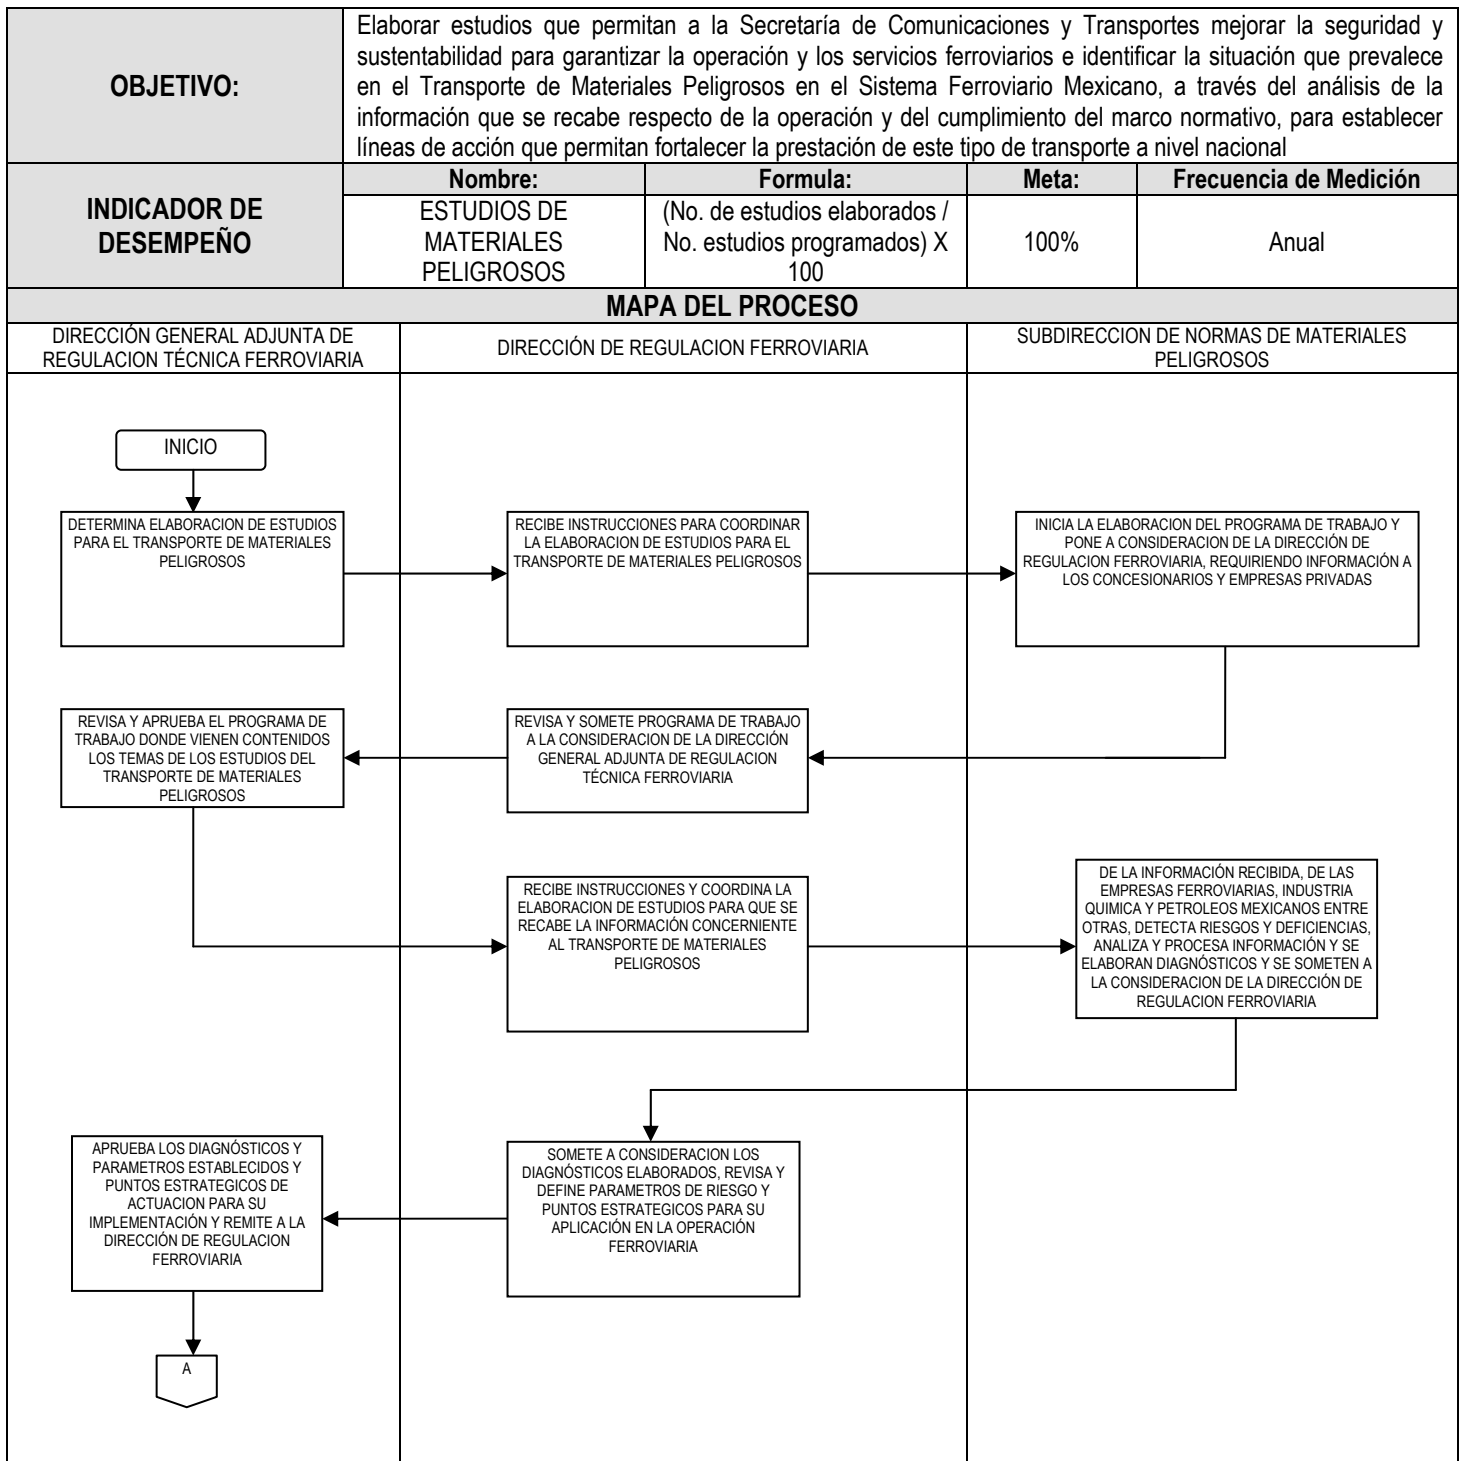 OBJETIVO:
Elaborar estudios que permitan a la Secretaría de Comunicaciones y Transportes mejorar la seguridad y
sustentabilidad para garantizar la operación y los servicios ferroviarios e identificar la situación que prevalece
en el Transporte de Materiales Peligrosos en el Sistema Ferroviario Mexicano, a través del análisis de la
información que se recabe respecto de la operación y del cumplimiento del marco normativo, para establecer
líneas de acción que permitan fortalecer la prestación de este tipo de transporte a nivel nacional
INDICADOR DE
DESEMPEÑO
Nombre:
Formula:
Meta:
Frecuencia de Medición
ESTUDIOS DE
MATERIALES
PELIGROSOS
(No. de estudios elaborados /
No. estudios programados) X
100
100%
Anual
MAPA DEL PROCESO
DIRECCIÓN GENERAL ADJUNTA DE
REGULACION TÉCNICA FERROVIARIA
DIRECCIÓN DE REGULACION FERROVIARIA
SUBDIRECCION DE NORMAS DE MATERIALES
PELIGROSOS
INICIO
DETERMINA ELABORACION DE ESTUDIOS
PARA EL TRANSPORTE DE MATERIALES
PELIGROSOS
RECIBE INSTRUCCIONES PARA COORDINAR
LA ELABORACION DE ESTUDIOS PARA EL
TRANSPORTE DE MATERIALES PELIGROSOS
INICIA LA ELABORACION DEL PROGRAMA DE TRABAJO Y
PONE A CONSIDERACION DE LA DIRECCIÓN DE
REGULACION FERROVIARIA, REQUIRIENDO INFORMACIÓN A
LOS CONCESIONARIOS Y EMPRESAS PRIVADAS
REVISA Y APRUEBA EL PROGRAMA DE
TRABAJO DONDE VIENEN CONTENIDOS
LOS TEMAS DE LOS ESTUDIOS DEL
TRANSPORTE DE MATERIALES
PELIGROSOS
REVISA Y SOMETE PROGRAMA DE TRABAJO
A LA CONSIDERACION DE LA DIRECCIÓN
GENERAL ADJUNTA DE REGULACION
TÉCNICA FERROVIARIA
RECIBE INSTRUCCIONES Y COORDINA LA
ELABORACION DE ESTUDIOS PARA QUE SE
RECABE LA INFORMACIÓN CONCERNIENTE
AL TRANSPORTE DE MATERIALES
PELIGROSOS
DE LA INFORMACIÓN RECIBIDA, DE LAS
EMPRESAS FERROVIARIAS, INDUSTRIA
QUIMICA Y PETROLEOS MEXICANOS ENTRE
OTRAS, DETECTA RIESGOS Y DEFICIENCIAS,
ANALIZA Y PROCESA INFORMACIÓN Y SE
ELABORAN DIAGNÓSTICOS Y SE SOMETEN A
LA CONSIDERACION DE LA DIRECCIÓN DE
REGULACION FERROVIARIA
APRUEBA LOS DIAGNÓSTICOS Y
PARAMETROS ESTABLECIDOS Y
PUNTOS ESTRATEGICOS DE
ACTUACION PARA SU
IMPLEMENTACIÓN Y REMITE A LA
DIRECCIÓN DE REGULACION
FERROVIARIA
SOMETE A CONSIDERACION LOS
DIAGNÓSTICOS ELABORADOS, REVISA Y
DEFINE PARAMETROS DE RIESGO Y
PUNTOS ESTRATEGICOS PARA SU
APLICACIÓN EN LA OPERACIÓN
FERROVIARIA
A